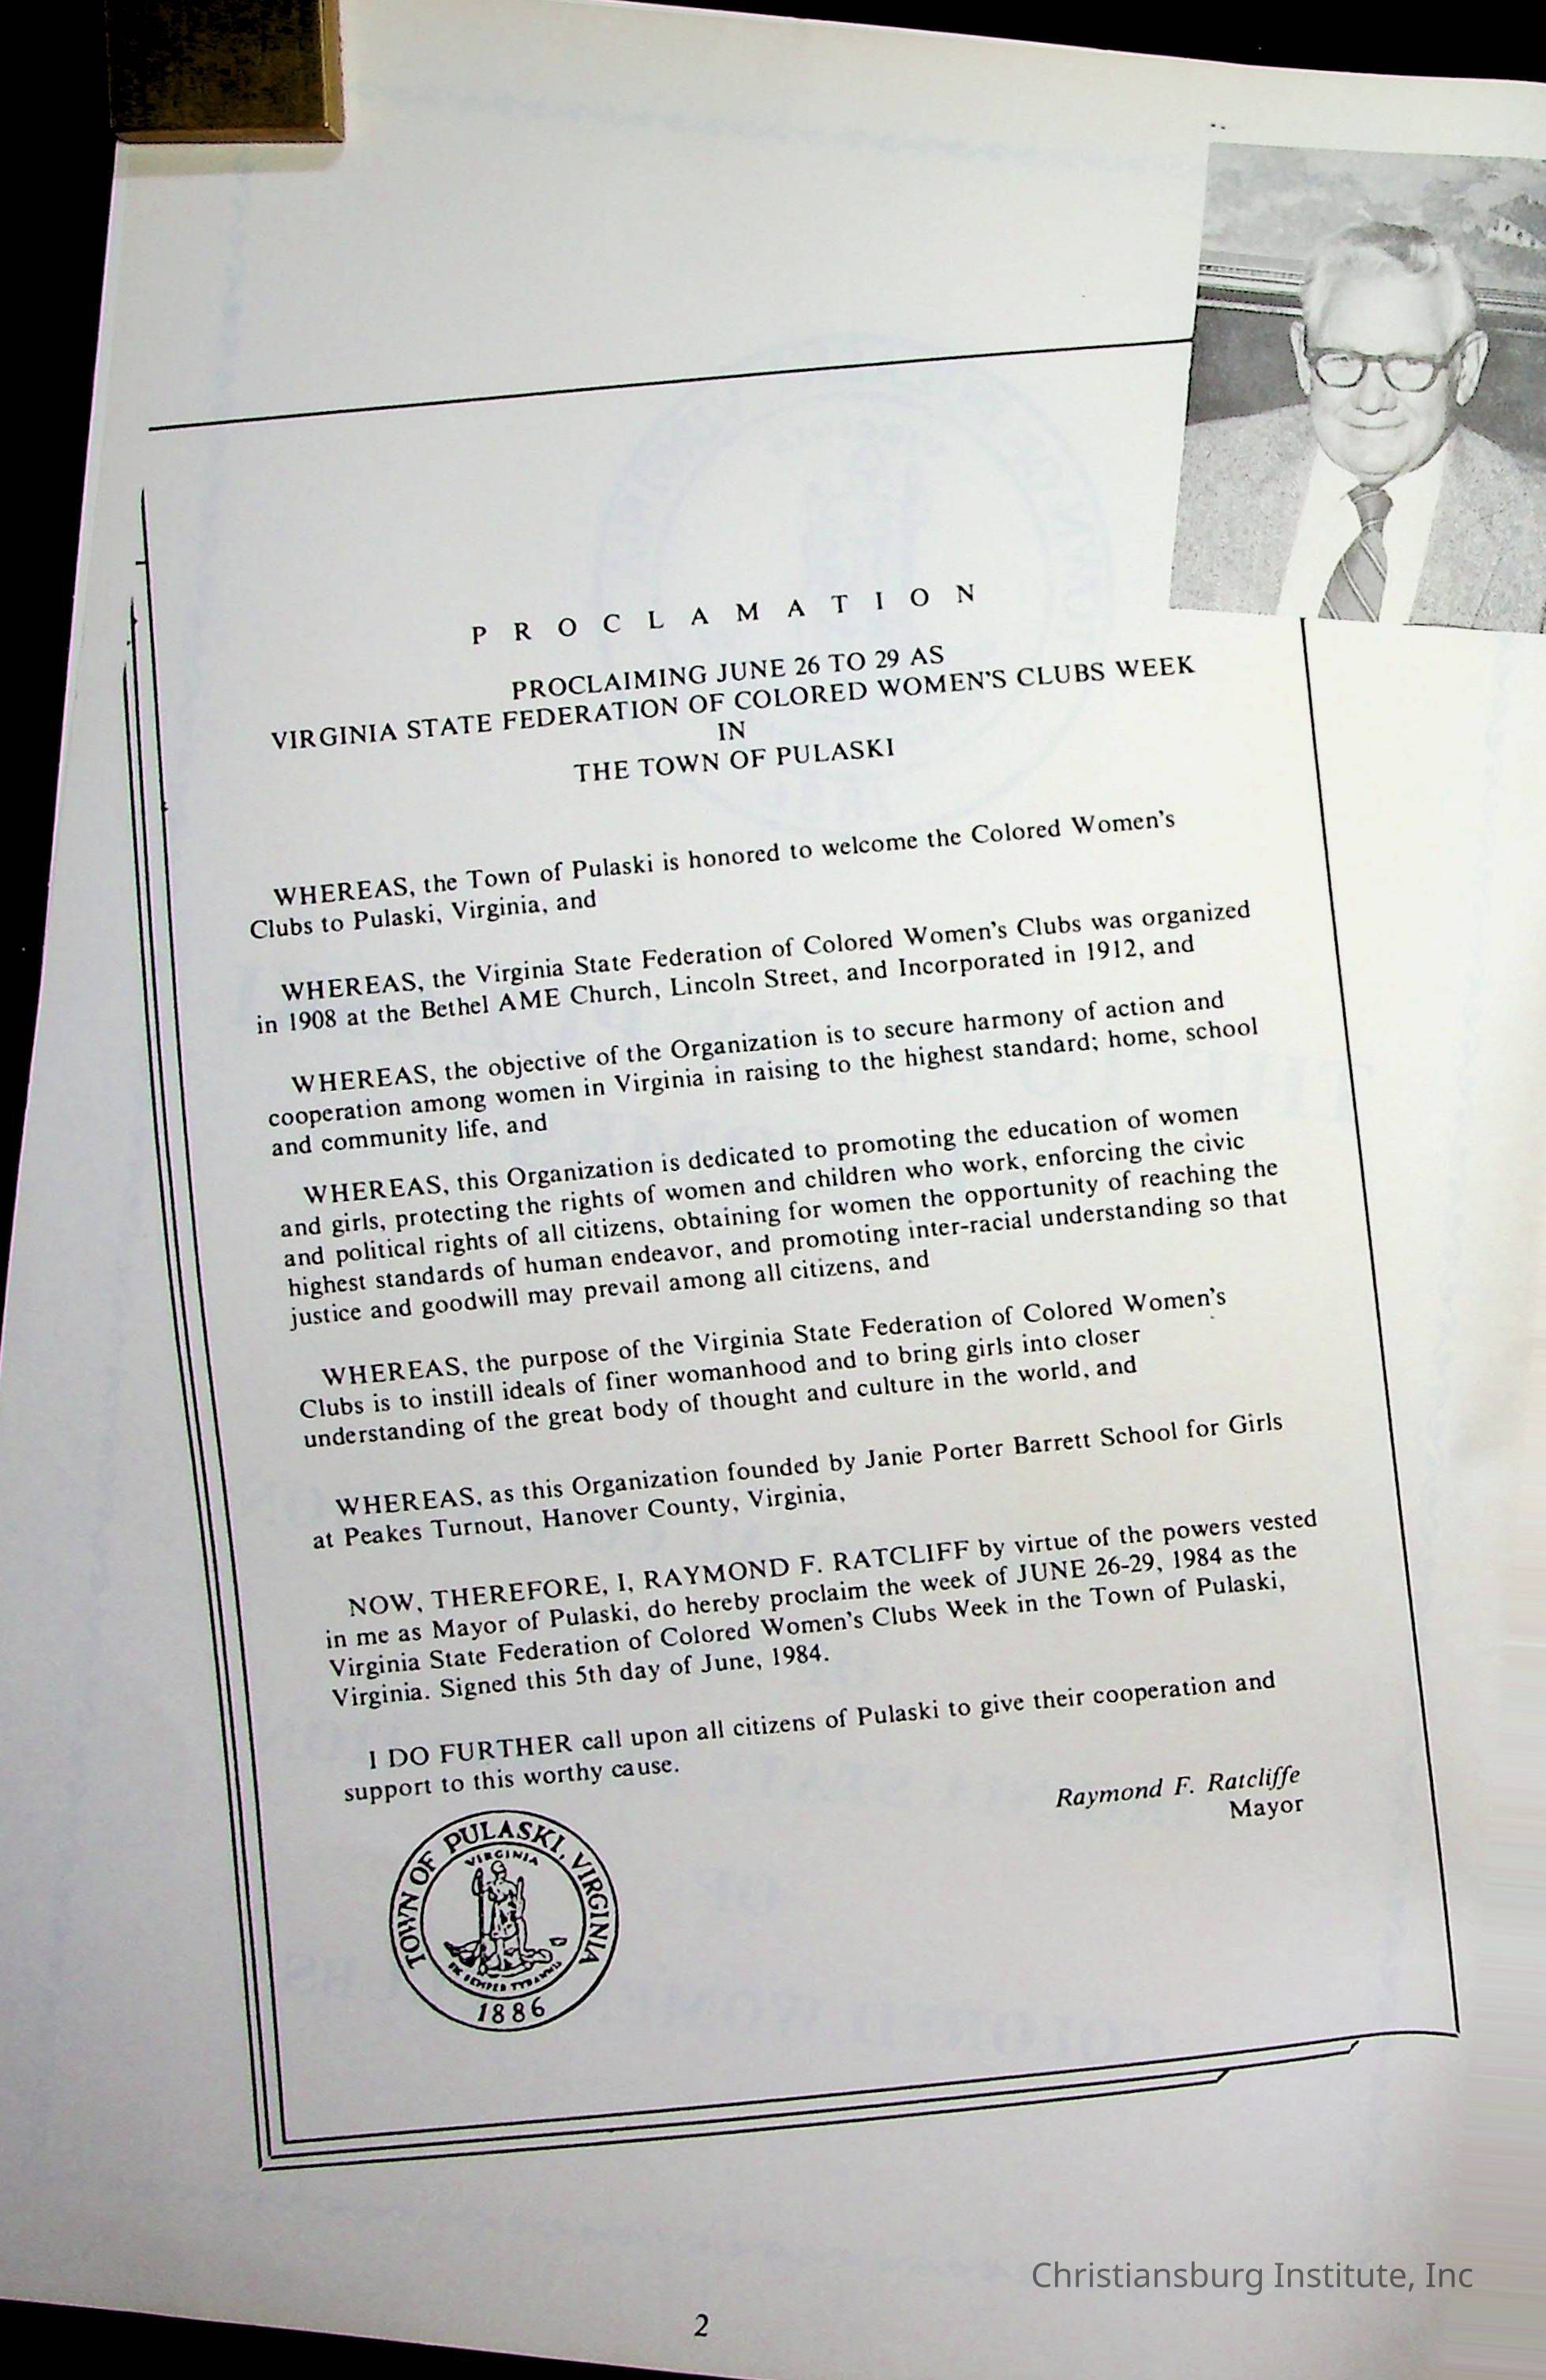 P R O C L A M A T I O N
PROCLAIMING JUNE 26 TO 29 AS
VIRGINIA STATE FEDERATION OF COLORED WOMEN'S CLUBS WEEK
IN
THE TOWN OF PULASKI
WHEREAS, the Town of Pulaski is honored to welcome the Colored Women's
Clubs to Pulaski, Virginia, and
WHEREAS, the Virginia State Federation of Colored Women's Clubs was organized
in 1908 at the Bethel AME Church, Lincoln Street, and Incorporated in 1912, and
WHEREAS, the objective of the Organization is to secure harmony of action and
cooperation among women in Virginia in raising to the highest standard; home, school
and community life, and
WHEREAS, this Organization is dedicated to promoting the education of women
and girls, protecting the rights of women and children who work, enforcing the civic
and political rights of all citizens, obtaining for women the opportunity of reaching the
highest standards of human endeavor, and promoting inter-racial understanding so that
justice and goodwill may prevail among all citizens, and
WHEREAS, the purpose of the Virginia State Federation of Colored Women's
Clubs is to instill ideals of finer womanhood and to bring girls into closer
understanding of the great body of thought and culture in the world, and
WHEREAS, as this Organization founded by Janie Porter Barrett School for Girls
at Peakes Turnout, Hanover County, Virginia,
NOW, THEREFORE, I, RAYMOND F. RATCLIFF by virtue of the powers vested
in me as Mayor of Pulaski, do hereby proclaim the week of JUNE 26-29, 1984 as the
Virginia State Federation of Colored Women's Clubs Week in the Town of Pulaski,
Virginia. Signed this 5th day of June, 1984.
I DO FURTHER call upon all citizens of Pulaski to give their cooperation and
support to this worthy cause.
Raymond F. Ratcliffe
Mayor
TOWN OF PULASKI, VIRGINIA
VIRGINIA
SIC SEMPER TYRANNIS
1886
Christiansburg Institute, Inc
2